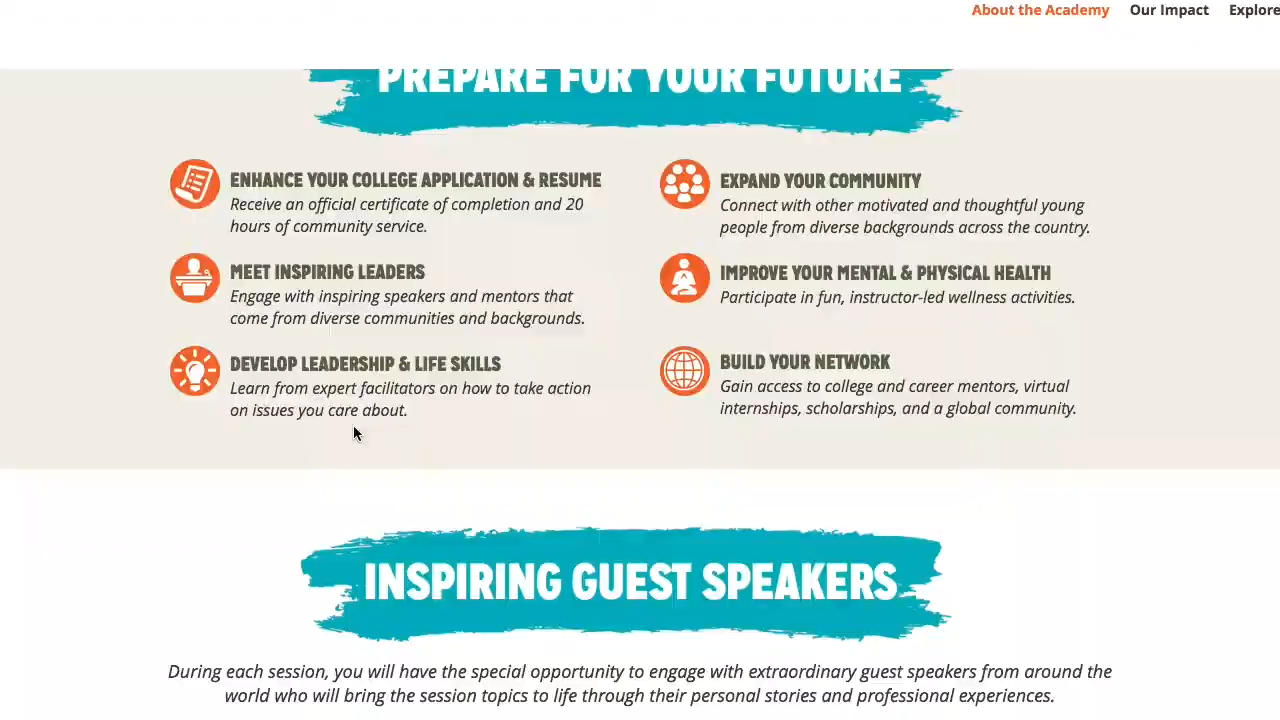 About the Academy Our Impact Explore
PREPARE FOR YOUR FUTURE
ENHANCE YOUR COLLEGE APPLICATION & RESUME
Receive an official certificate of completion and 20
hours of community service.
MEET INSPIRING LEADERS
Engage with inspiring speakers and mentors that
come from diverse communities and backgrounds.
DEVELOP LEADERSHIP & LIFE SKILLS
Learn from expert facilitators on how to take action
on issues you care about.
EXPAND YOUR COMMUNITY
Connect with other motivated and thoughtful young
people from diverse backgrounds across the country.
IMPROVE YOUR MENTAL & PHYSICAL HEALTH
Participate in fun, instructor-led wellness activities.
BUILD YOUR NETWORK
Gain access to college and career mentors, virtual
internships, scholarships, and a global community.
INSPIRING GUEST SPEAKERS
During each session, you will have the special opportunity to engage with extraordinary guest speakers from around the
world who will bring the session topics to life through their personal stories and professional experiences.